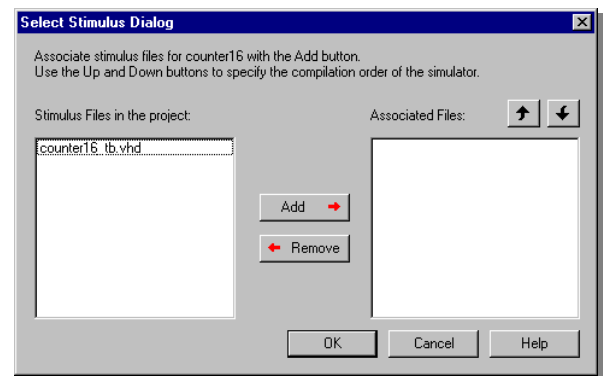 Select Stimulus Dialog
Associate stimulus files for counter16 with the Add button.
Use the Up and Down buttons to specify the compilation order of the simulator.
Stimulus Files in the project:
Associated Files:
counter16_tb.vhd
Add
Remove
OK
Cancel
Help